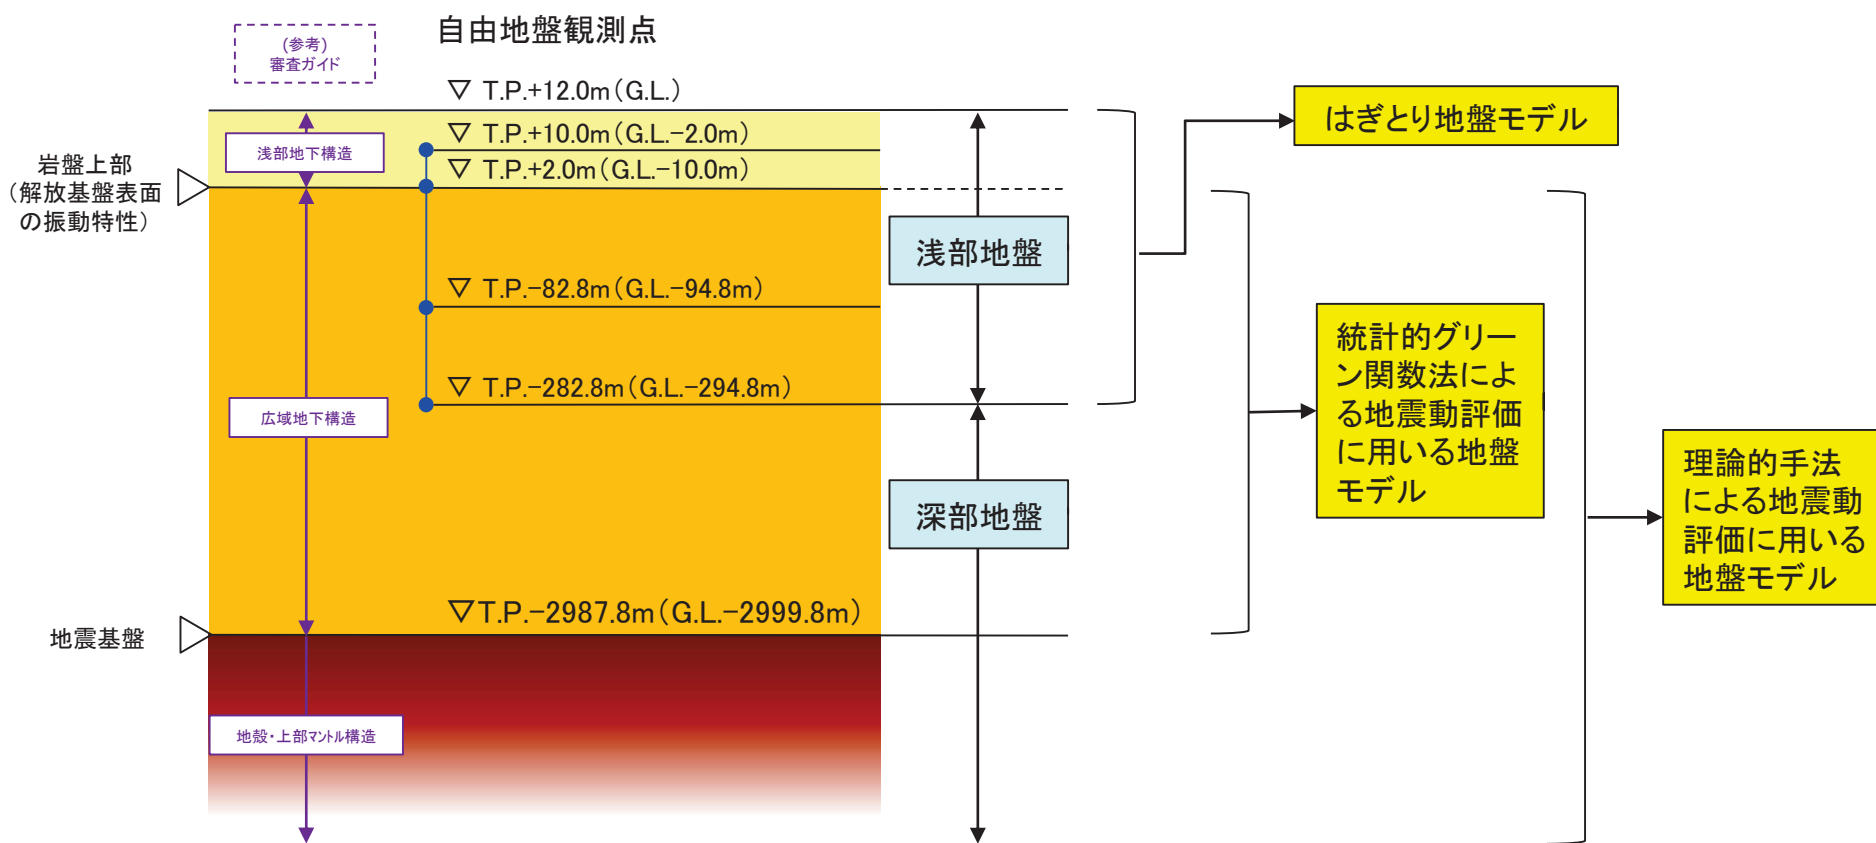 自由地盤観測点
(参考)
審査ガイド
▽ T.P.+12.0m(G.L.)
▽ T.P.+10.0m(G.L.-2.0m)
▽ T.P.+2.0m(G.L.-10.0m)
▽ T.P.-82.8m(G.L.-94.8m)
▽ T.P.-282.8m(G.L.-294.8m)
▽T.P.-2987.8m(G.L.-2999.8m)
岩盤上部
(解放基盤表面
の振動特性)
地震基盤
浅部地下構造
広域地下構造
地殻・上部マントル構造
浅部地盤
深部地盤
はぎとり地盤モデル
統計的グリー
ン関数法によ
る地震動評価
に用いる地盤
モデル
理論的手法
による地震動
評価に用いる
地盤モデル